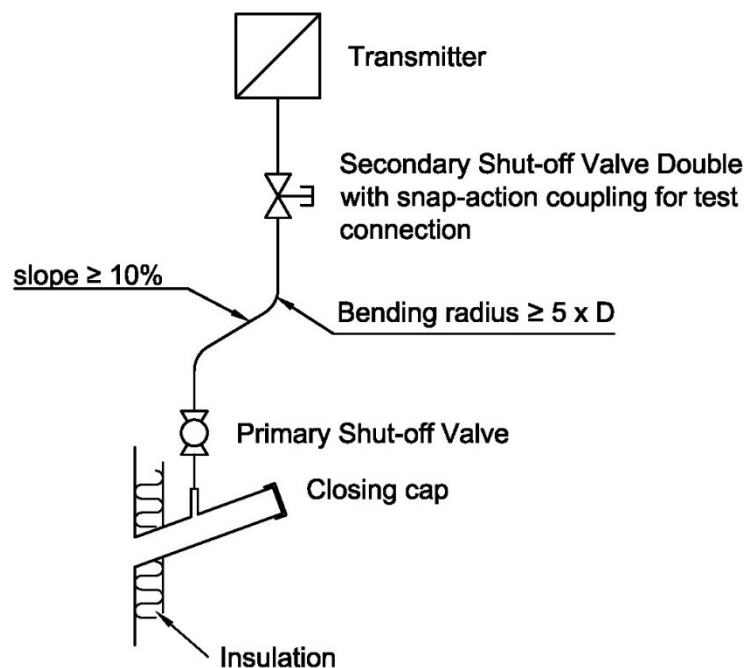 Transmitter
Secondary Shut-off Valve Double
with snap-action coupling for test
connection
slope ≥ 10%
Bending radius ≥ 5 x D
Primary Shut-off Valve
Closing cap
Insulation